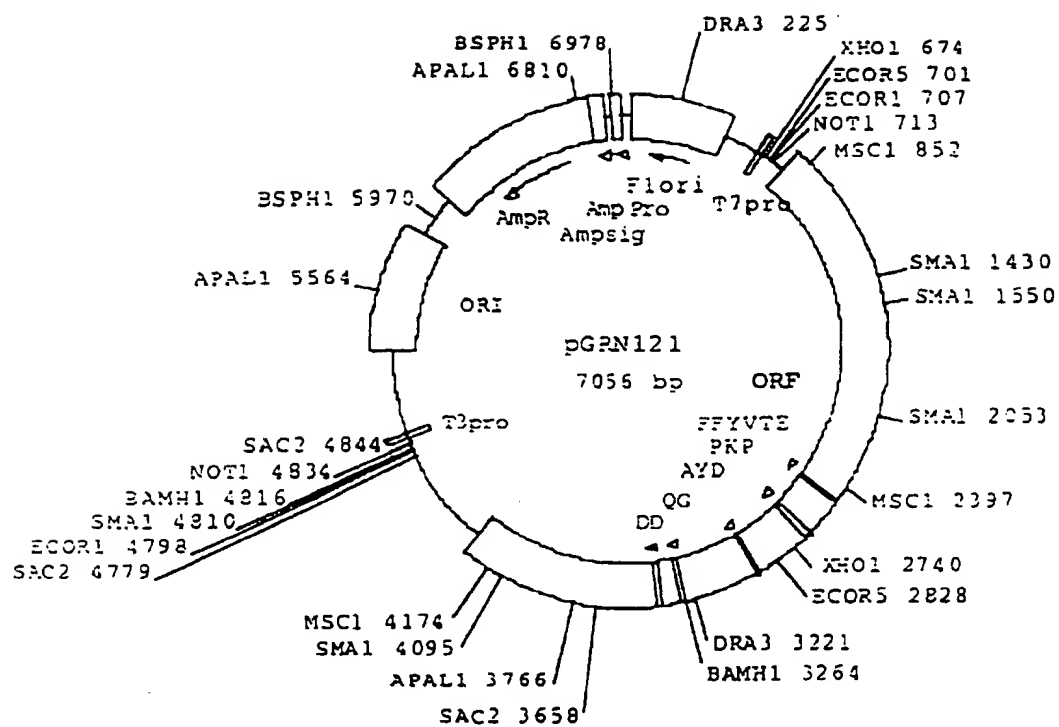 BSPH1 6978
APAL1 6810
DRA3 225
XHO1 674
ECOR5 701
ECOR1 707
NOT1 713
MSC1 852
BSPH1 5970
APAL1 5564
AmpR
Ampsig
Amp Pro
F1ori
T7pro
SMA1 1430
SMA1 1550
ORI
pGRN121
7056 bp
ORF
SMA1 2053
FFYVTE
PKP
AYD
QG
DD
T3pro
SAC2 4844
NOT1 4834
BAMH1 4816
SMA1 4810
ECOR1 4798
SAC2 4779
MSC1 2397
XHO1 2740
ECOR5 2828
DRA3 3221
BAMH1 3264
MSC1 4174
SMA1 4095
APAL1 3766
SAC2 3658